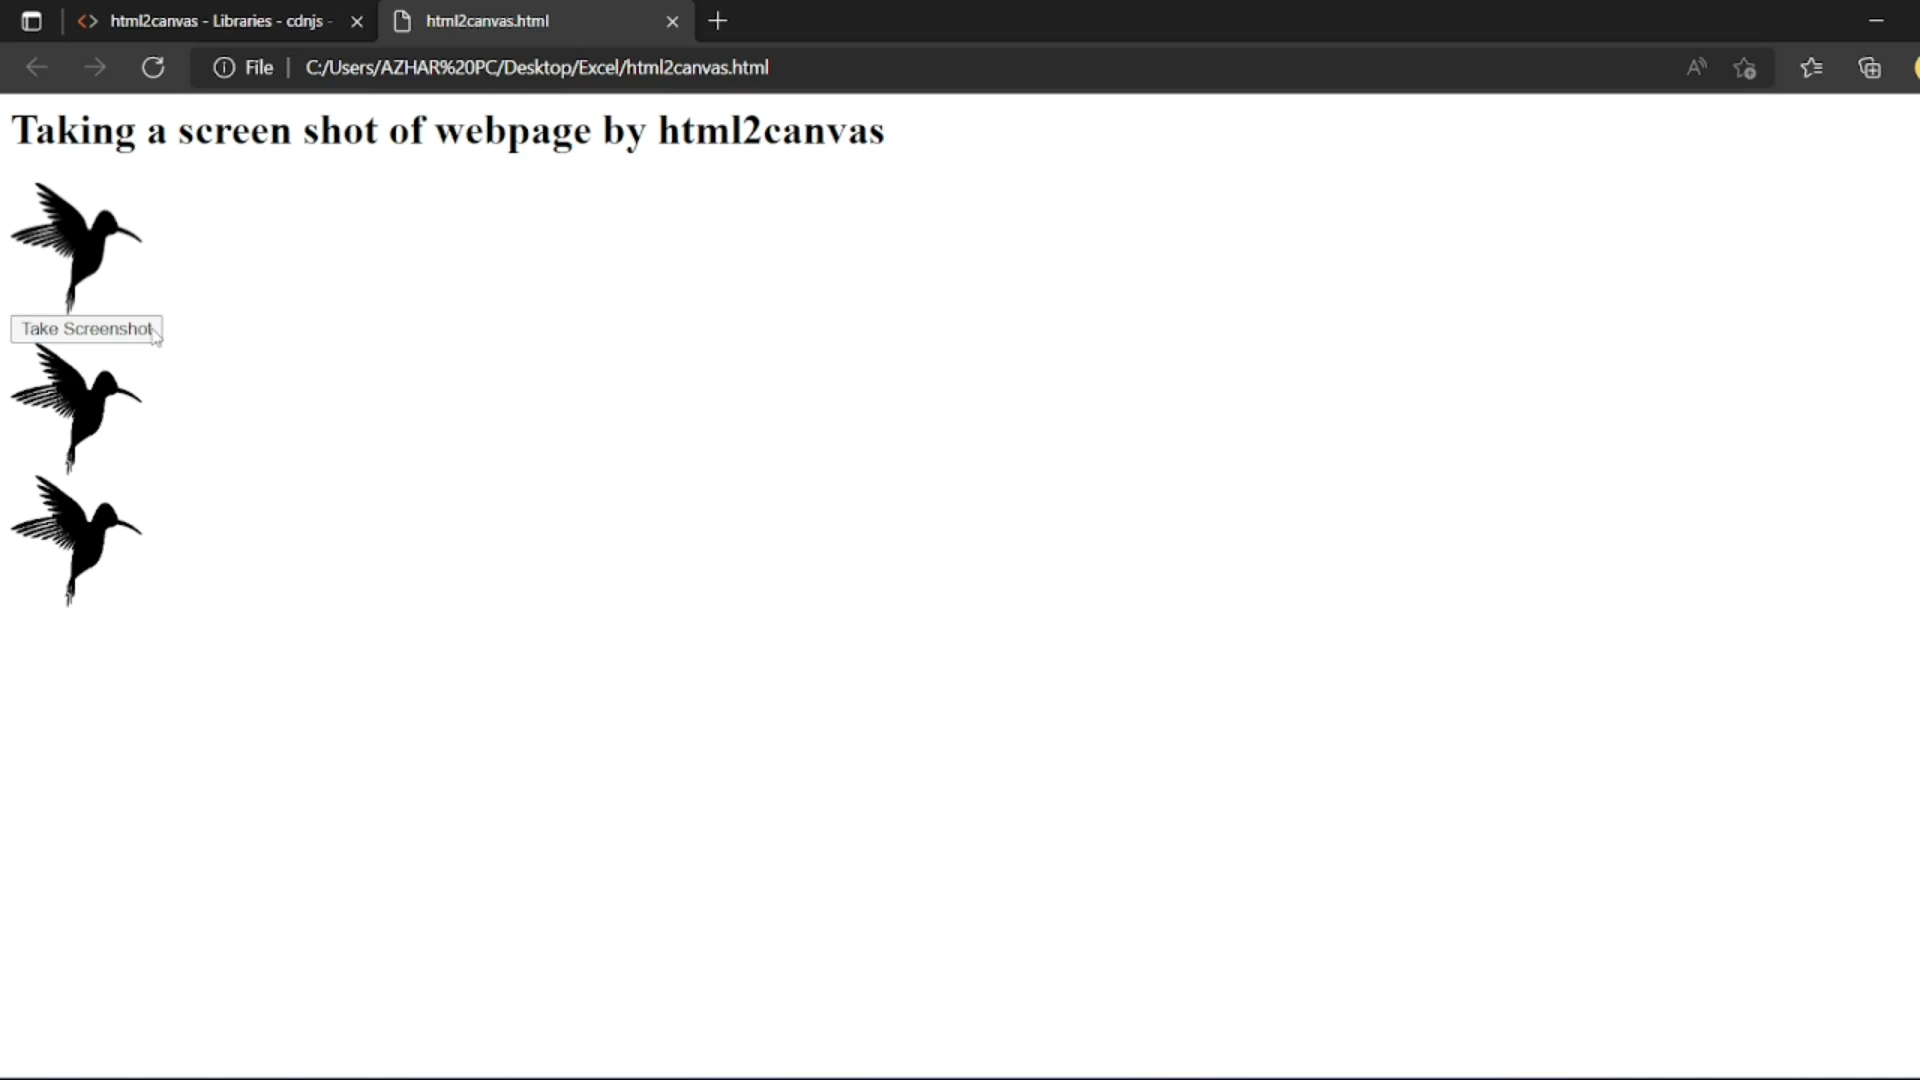 html2canvas - Libraries - cdnjs -
html2canvas.html
File
C:/Users/AZHAR%20PC/Desktop/Excel/html2canvas.html
Taking a screen shot of webpage by html2canvas
Take Screenshot